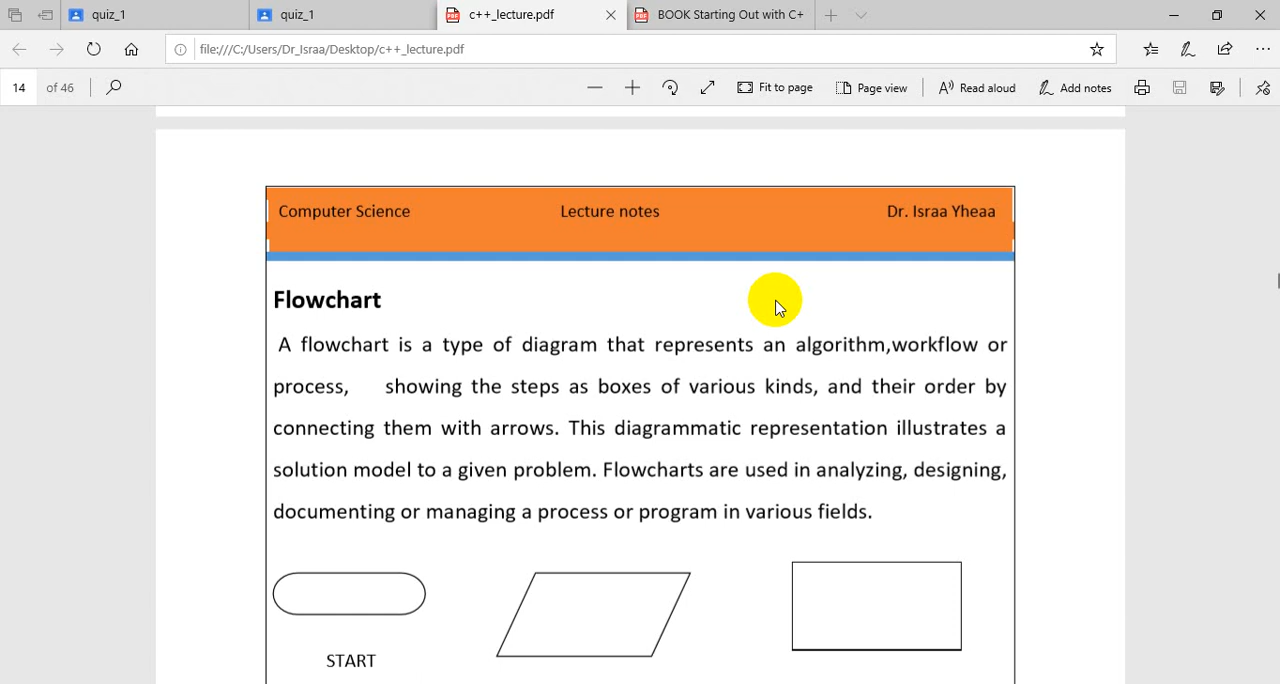 quiz_1
quiz_1
c++_lecture.pdf
BOOK Starting Out with C+
file:///C:/Users/Dr_Israa/Desktop/c++_lecture.pdf
14 of 46
Fit to page
Page view
Read aloud
Add notes
Computer Science Lecture notes Dr. Israa Yheaa
Flowchart
A flowchart is a type of diagram that represents an algorithm,workflow or
process, showing the steps as boxes of various kinds, and their order by
connecting them with arrows. This diagrammatic representation illustrates a
solution model to a given problem. Flowcharts are used in analyzing, designing,
documenting or managing a process or program in various fields.
START